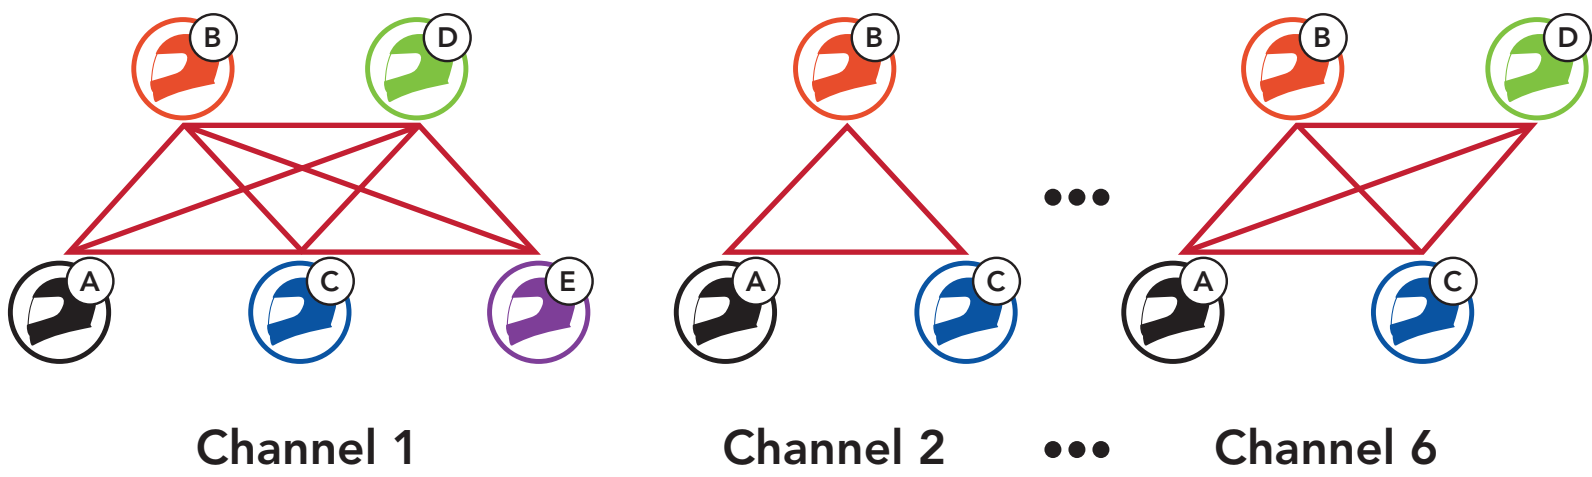 B D B B D
A C E A C A C
Channel 1 Channel 2 ••• Channel 6